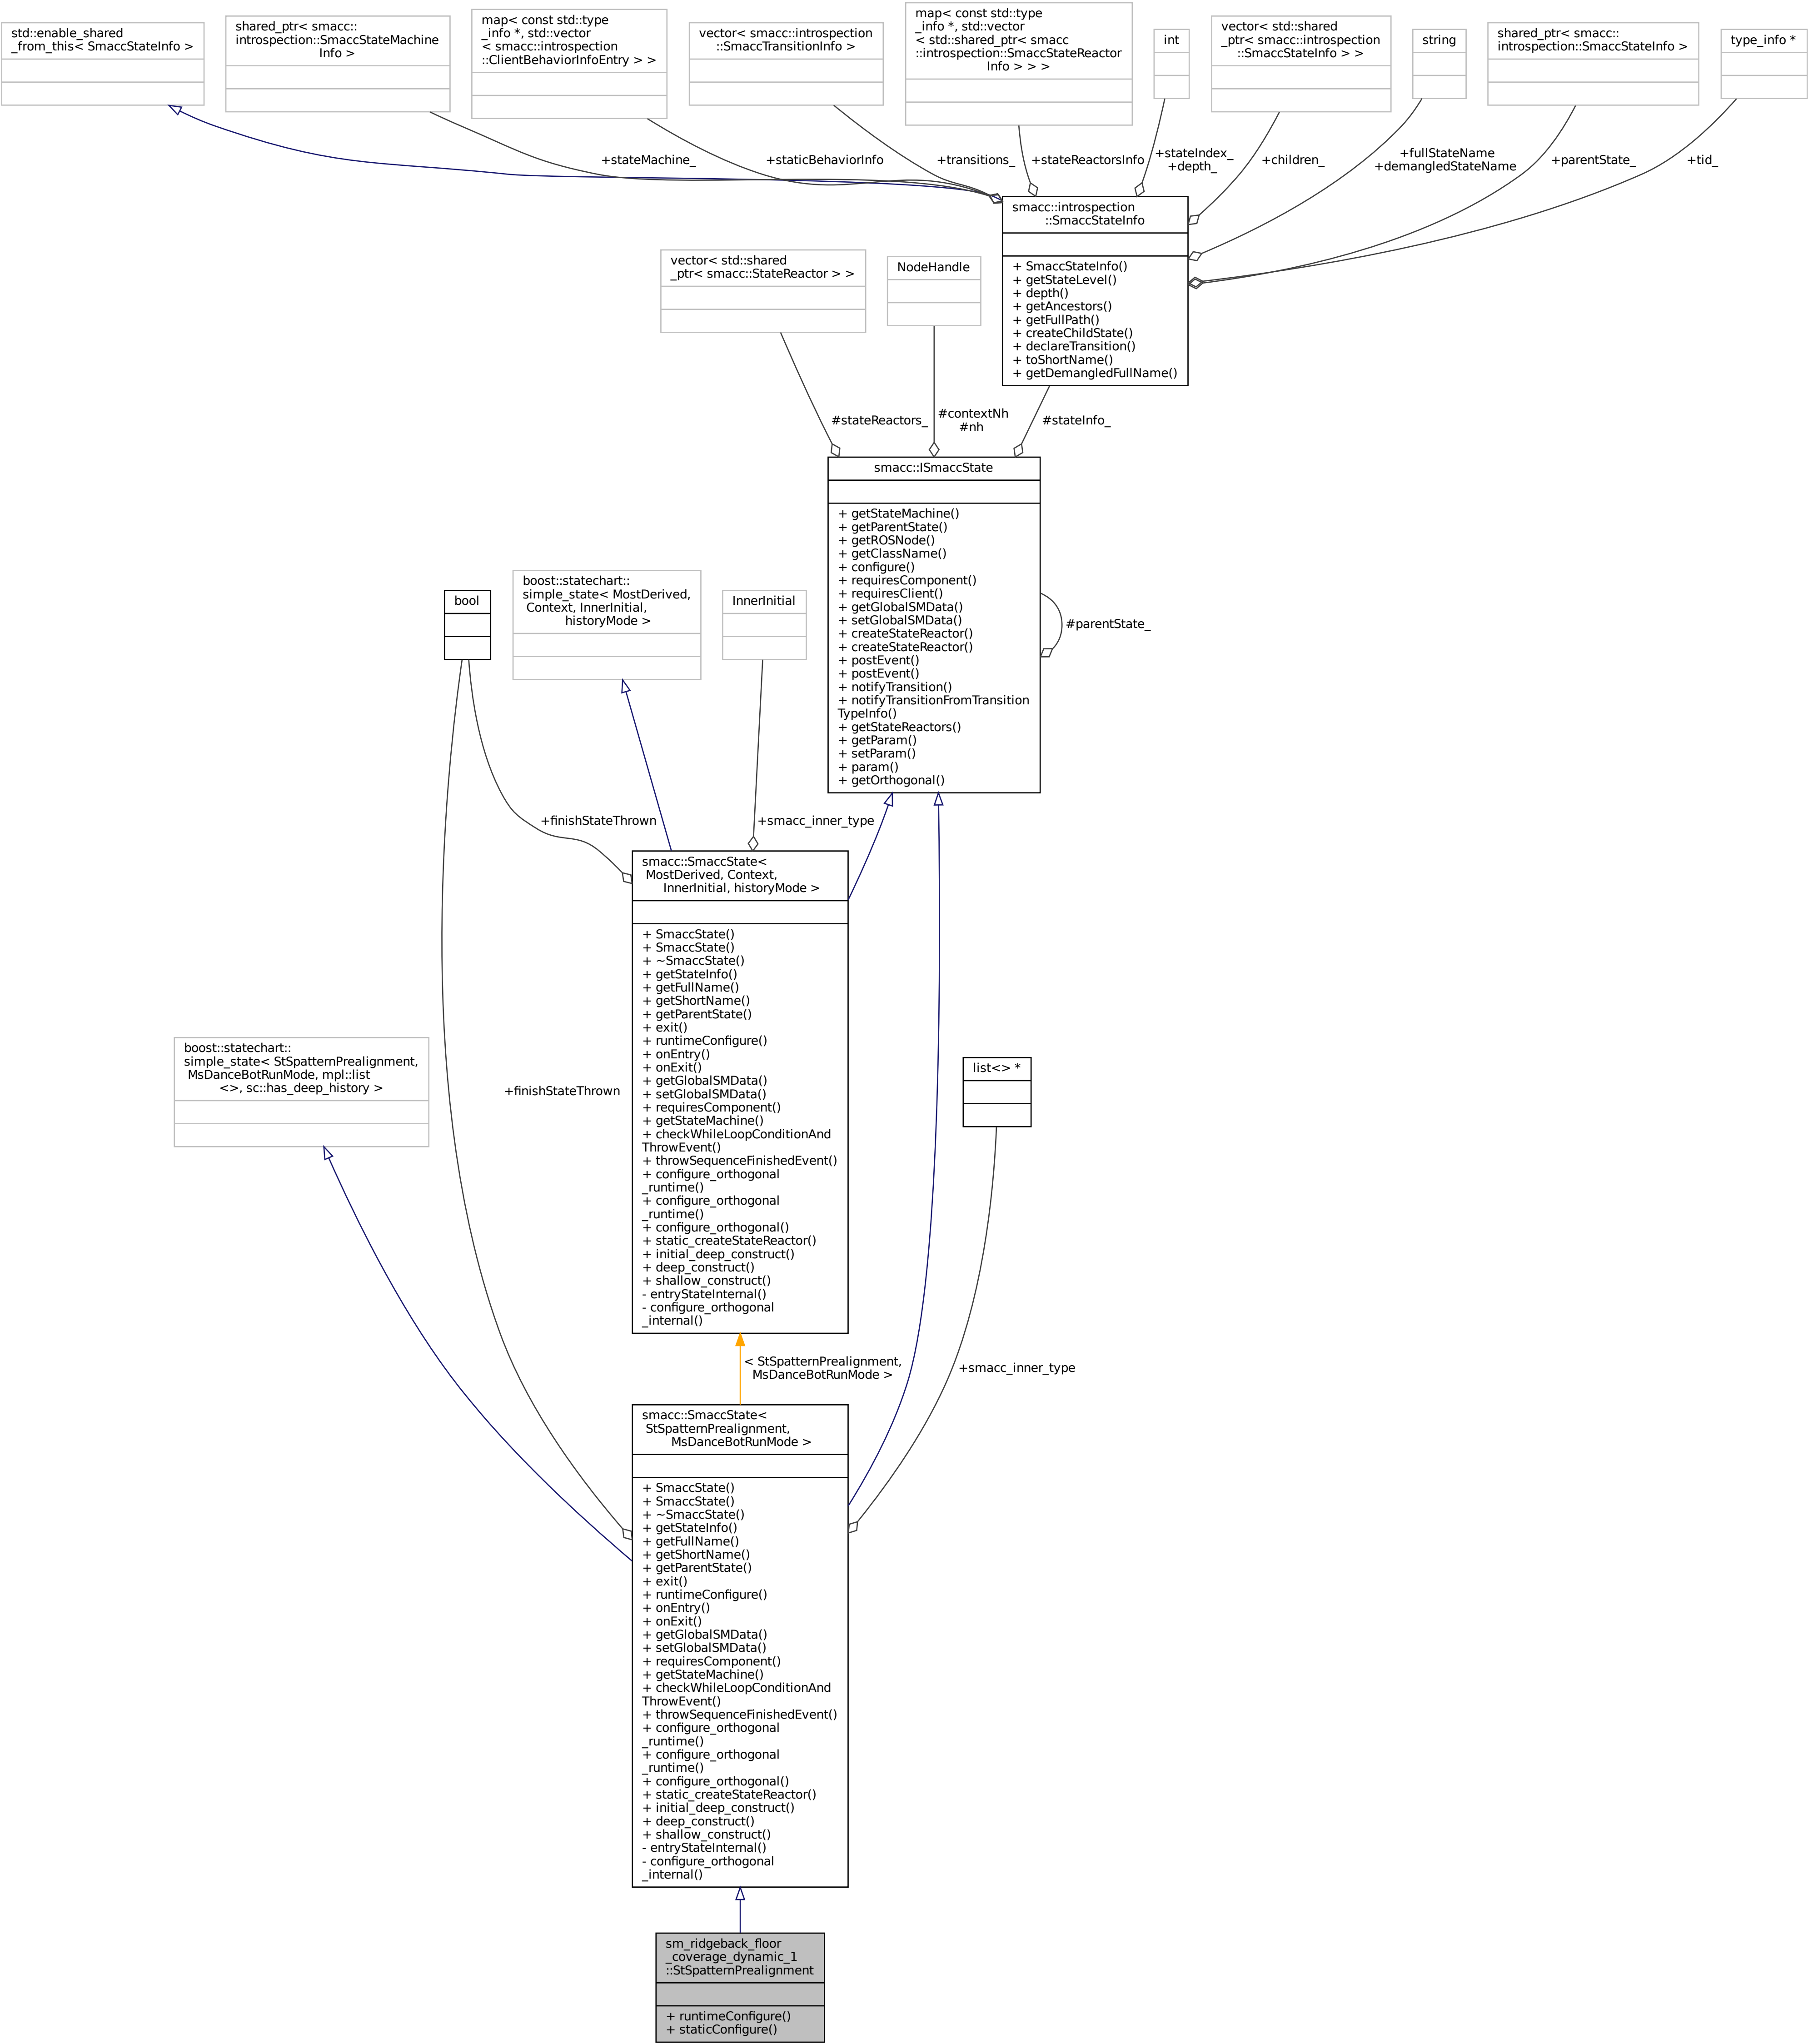 std::enable_shared
_from_this< SmaccStateInfo >
shared_ptr< smacc::
introspection::SmaccStateMachine
Info >
map< const std::type
_info *, std::vector
< smacc::introspection
::ClientBehaviorInfoEntry > >
vector< smacc::introspection
::SmaccTransitionInfo >
map< const std::type
_info *, std::vector
< std::shared_ptr< smacc
::introspection::SmaccStateReactor
Info > > >
int
vector< std::shared
_ptr< smacc::introspection
::SmaccStateInfo > >
string
shared_ptr< smacc::
introspection::SmaccStateInfo >
type_info *
+stateMachine_
+staticBehaviorInfo
+transitions_
+stateReactorsInfo
+stateIndex_
+depth_
+children_
+fullStateName
+demangledStateName
+parentState_
+tid_
smacc::introspection
::SmaccStateInfo
+ SmaccStateInfo()
+ getStateLevel()
+ depth()
+ getAncestors()
+ getFullPath()
+ createChildState()
+ declareTransition()
+ toShortName()
+ getDemangledFullName()
vector< std::shared
_ptr< smacc::StateReactor > >
NodeHandle
#stateReactors_
#contextNh
#nh
#stateInfo_
smacc::ISmaccState
+ getStateMachine()
+ getParentState()
+ getROSNode()
+ getClassName()
+ configure()
+ requiresComponent()
+ requiresClient()
+ getGlobalSMData()
+ setGlobalSMData()
+ createStateReactor()
+ createStateReactor()
+ postEvent()
+ postEvent()
+ notifyTransition()
+ notifyTransitionFromTransition
TypeInfo()
+ getStateReactors()
+ getParam()
+ setParam()
+ param()
+ getOrthogonal()
#parentState_
bool
boost::statechart::
simple_state< MostDerived,
Context, InnerInitial,
historyMode >
InnerInitial
+finishStateThrown
+smacc_inner_type
smacc::SmaccState<
MostDerived, Context,
InnerInitial, historyMode >
+ SmaccState()
+ SmaccState()
+ ~SmaccState()
+ getStateInfo()
+ getFullName()
+ getShortName()
+ getParentState()
+ exit()
+ runtimeConfigure()
+ onEntry()
+ onExit()
+ getGlobalSMData()
+ setGlobalSMData()
+ requiresComponent()
+ getStateMachine()
+ checkWhileLoopConditionAnd
ThrowEvent()
+ throwSequenceFinishedEvent()
+ configure_orthogonal
_runtime()
+ configure_orthogonal
_runtime()
+ configure_orthogonal()
+ static_createStateReactor()
+ initial_deep_construct()
+ deep_construct()
+ shallow_construct()
- entryStateInternal()
- configure_orthogonal
_internal()
boost::statechart::
simple_state< StSpatternPrealignment,
MsDanceBotRunMode, mpl::list
<>, sc::has_deep_history >
+finishStateThrown
list<> *
< StSpatternPrealignment,
MsDanceBotRunMode >
+smacc_inner_type
smacc::SmaccState<
StSpatternPrealignment,
MsDanceBotRunMode >
+ SmaccState()
+ SmaccState()
+ ~SmaccState()
+ getStateInfo()
+ getFullName()
+ getShortName()
+ getParentState()
+ exit()
+ runtimeConfigure()
+ onEntry()
+ onExit()
+ getGlobalSMData()
+ setGlobalSMData()
+ requiresComponent()
+ getStateMachine()
+ checkWhileLoopConditionAnd
ThrowEvent()
+ throwSequenceFinishedEvent()
+ configure_orthogonal
_runtime()
+ configure_orthogonal
_runtime()
+ configure_orthogonal()
+ static_createStateReactor()
+ initial_deep_construct()
+ deep_construct()
+ shallow_construct()
- entryStateInternal()
- configure_orthogonal
_internal()
sm_ridgeback_floor
_coverage_dynamic_1
::StSpatternPrealignment
+ runtimeConfigure()
+ staticConfigure()